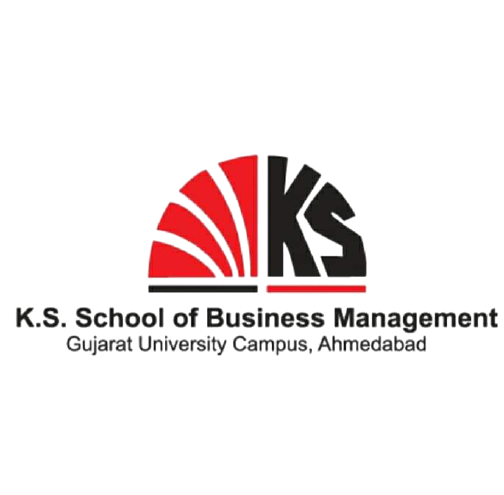 KS
K.S. School of Business Management
Gujarat University Campus, Ahmedabad